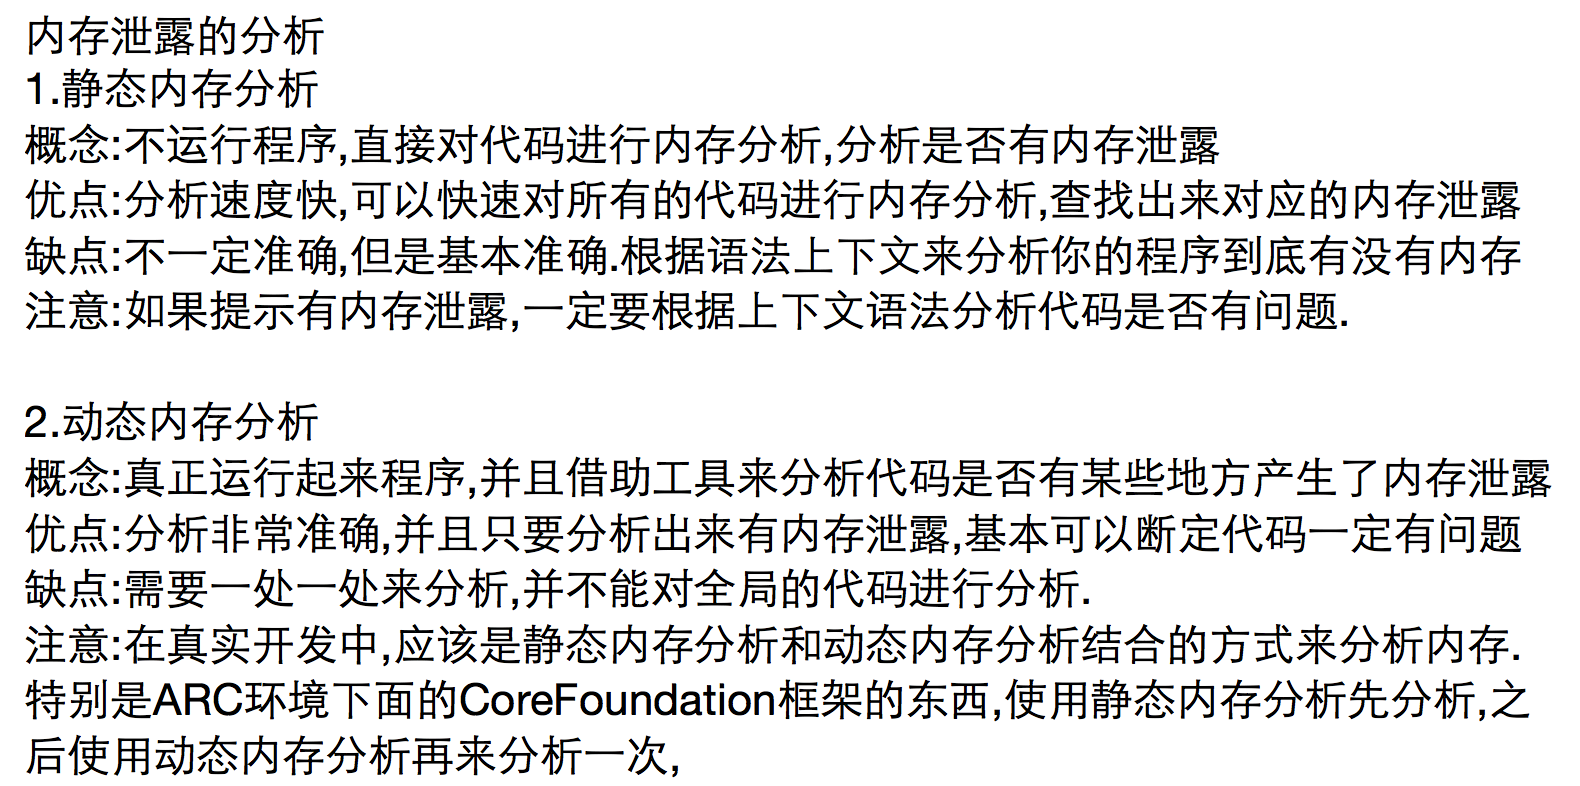 内存泄露的分析
1.静态内存分析
概念:不运行程序,直接对代码进行内存分析,分析是否有内存泄露
优点:分析速度快,可以快速对所有的代码进行内存分析,查找出来对应的内存泄露
缺点:不一定准确,但是基本准确.根据语法上下文来分析你的程序到底有没有内存
注意:如果提示有内存泄露,一定要根据上下文语法分析代码是否有问题.
2.动态内存分析
概念:真正运行起来程序,并且借助工具来分析代码是否有某些地方产生了内存泄露
优点:分析非常准确,并且只要分析出来有内存泄露,基本可以断定代码一定有问题
缺点:需要一处一处来分析,并不能对全局的代码进行分析.
注意:在真实开发中,应该是静态内存分析和动态内存分析结合的方式来分析内存.
特别是ARC环境下面的CoreFoundation框架的东西,使用静态内存分析先分析,之
后使用动态内存分析再来分析一次,